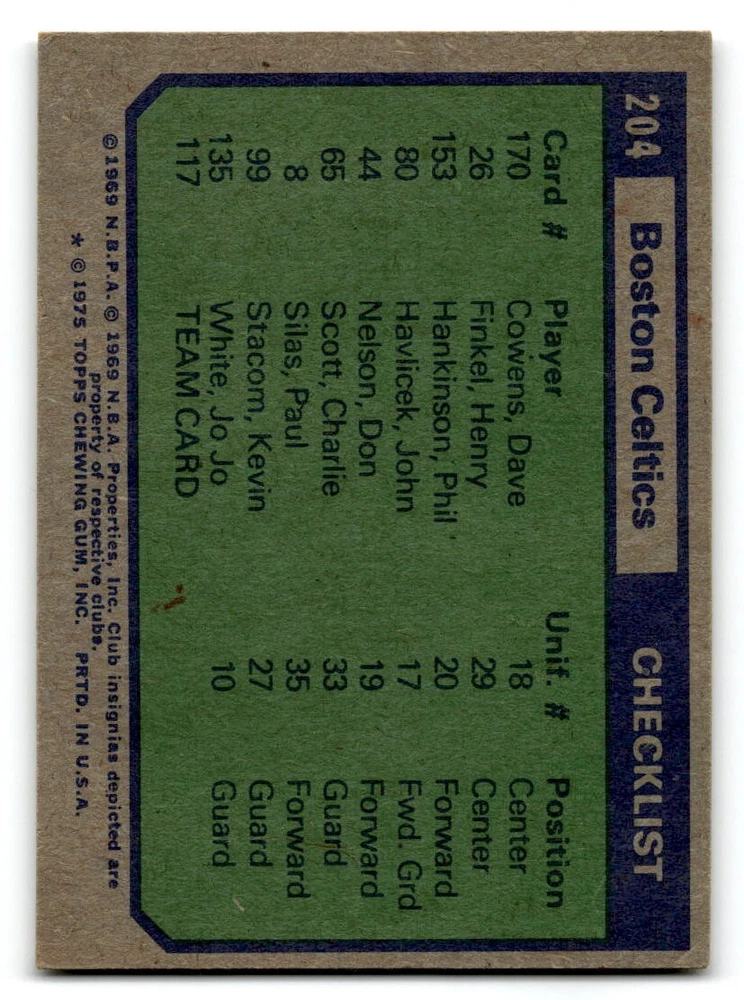 204 Boston Celtics CHECKLIST
Card # Player Unif. # Position
170 Cowens, Dave 18 Center
26 Finkel, Henry 29 Center
153 Hankinson, Phil 20 Forward
80 Havlicek, John 17 Fwd. Grd
44 Nelson, Don 19 Forward
65 Scott, Charlie 33 Guard
8 Silas, Paul 35 Forward
99 Stacom, Kevin 27 Guard
135 White, Jo Jo 10 Guard
117 TEAM CARD
© 1969 N.B.P.A. © 1969 N.B.A. Properties, Inc. Club insignias depicted are
property of respective clubs.
* © 1975 TOPPS CHEWING GUM, INC. PRTD. IN U.S.A.